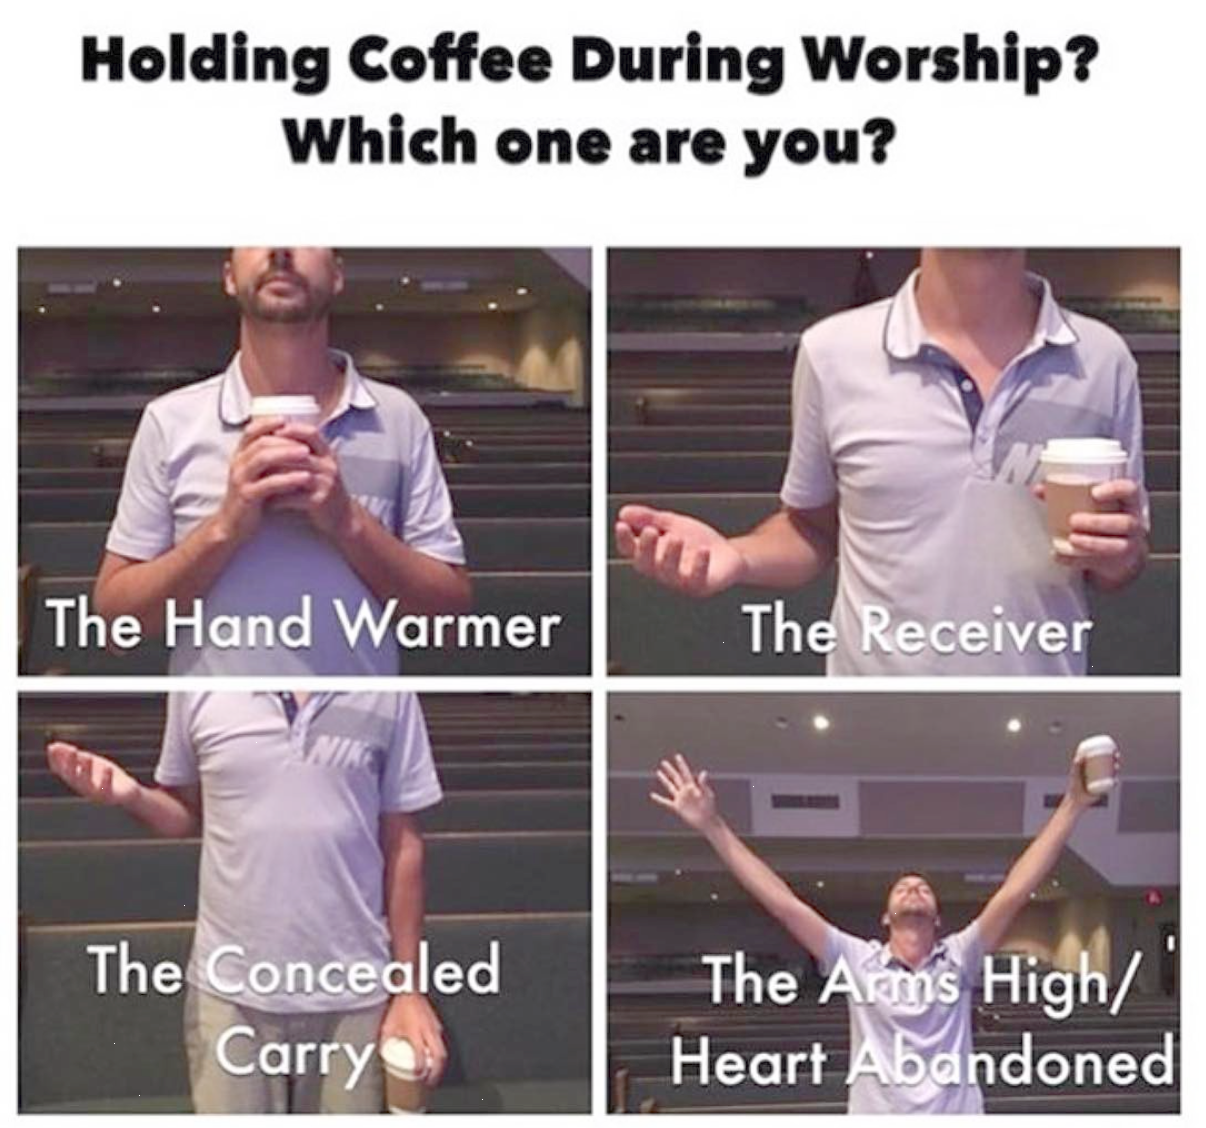 Holding Coffee During Worship?
Which one are you?
The Hand Warmer
The Receiver
N
The Concealed
Carry
NIKE
The Arms High/
Heart Abandoned